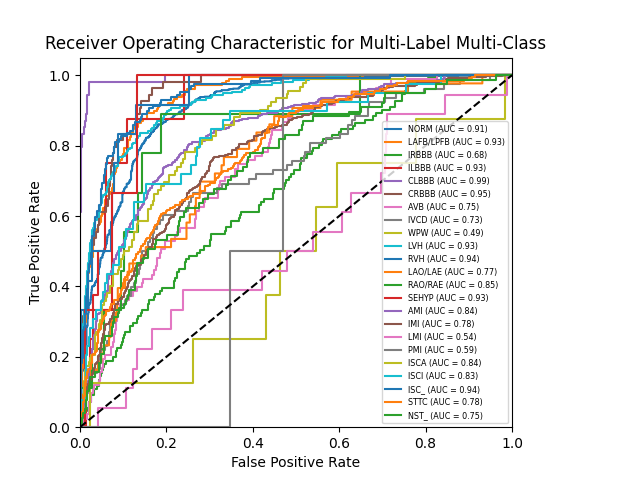 Receiver Operating Characteristic for Multi-Label Multi-Class
True Positive Rate
1.0
0.8
0.6
0.4
0.2
0.0
NORM (AUC = 0.91)
LAFB/LPFB (AUC = 0.93)
IRBBB (AUC = 0.68)
ILBBB (AUC = 0.93)
CLBBB (AUC = 0.99)
CRBBB (AUC = 0.95)
AVB (AUC = 0.75)
IVCD (AUC = 0.73)
WPW (AUC = 0.49)
LVH (AUC = 0.93)
RVH (AUC = 0.94)
LAO/LAE (AUC = 0.77)
RAO/RAE (AUC = 0.85)
SEHYP (AUC = 0.93)
AMI (AUC = 0.84)
IMI (AUC = 0.78)
LMI (AUC = 0.54)
PMI (AUC = 0.59)
ISCA (AUC = 0.84)
ISCI (AUC = 0.83)
ISC_ (AUC = 0.94)
STTC (AUC = 0.78)
NST_ (AUC = 0.75)
0.0 0.2 0.4 0.6 0.8 1.0
False Positive Rate